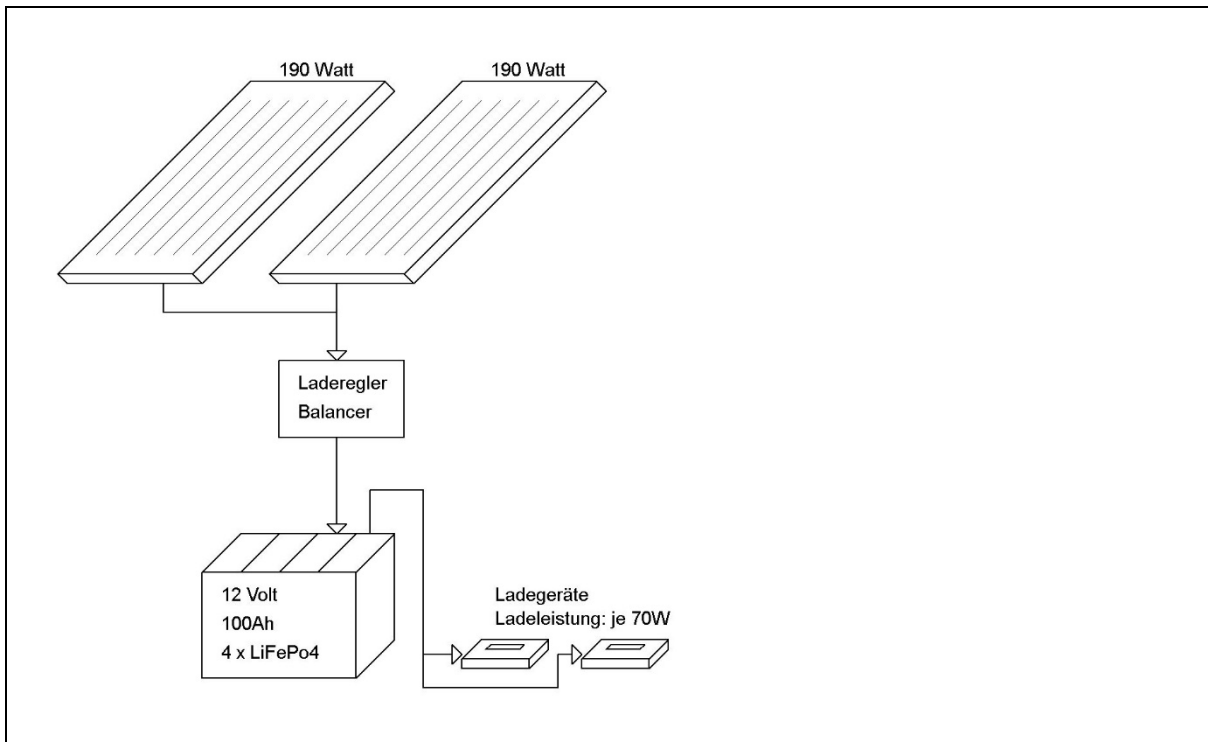 190 Watt
190 Watt
Laderegler
Balancer
12 Volt
100Ah
4 x LiFePo4
Ladegeräte
Ladeleistung: je 70W